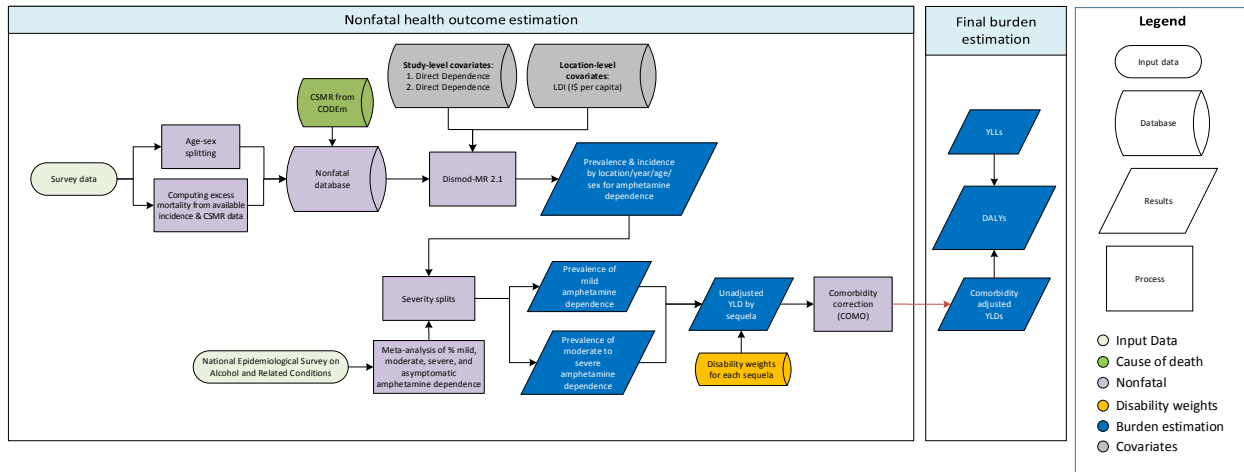 Nonfatal health outcome estimation
Final burden
estimation
Legend
Study-level covariates:
1. Direct Dependence
2. Direct Dependence
Location-level
covariates:
LDI (I$ per capita)
CSMR from
CODEm
Age-sex
splitting
Survey data
Computing excess
mortality from available
incidence & CSMR data
Nonfatal
database
Dismod-MR 2.1
Prevalence & incidence
by location/year/age/
sex for amphetamine
dependence
Severity splits
National Epidemiological Survey on
Alcohol and Related Conditions
Meta-analysis of % mild,
moderate, severe, and
asymptomatic
amphetamine dependence
Prevalence of
mild
amphetamine
dependence
Prevalence of
moderate to
severe amphetamine
dependence
Unadjusted
YLD by
sequela
Disability weights
for each sequela
Comorbidity
correction
(COMO)
YLLs
DALYs
Comorbidity
adjusted
YLDs
Input data
Database
Results
Process
Input Data
Cause of death
Nonfatal
Disability weights
Burden estimation
Covariates